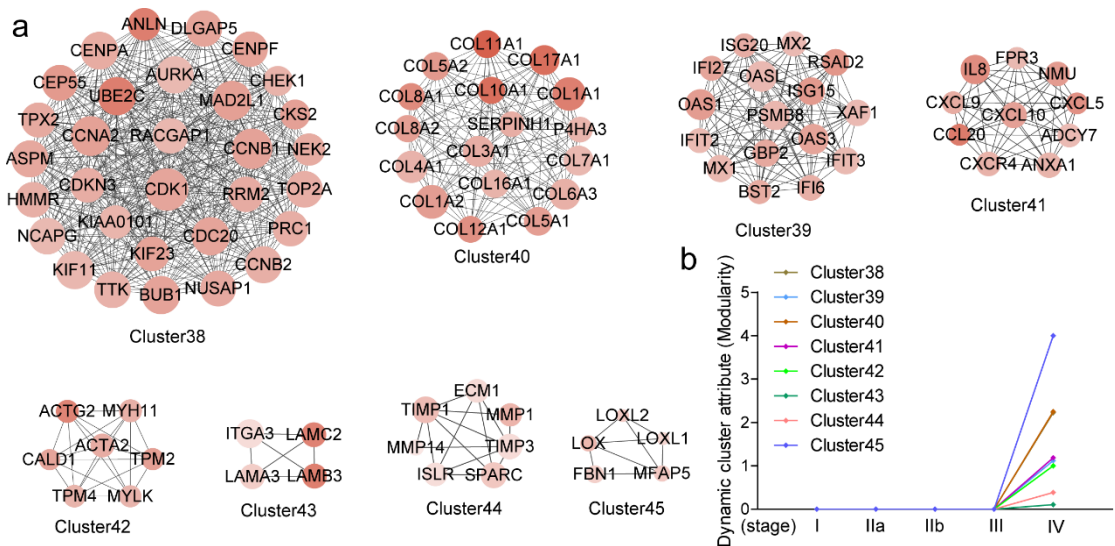 a
ANLN
DLGAP5
CENPA
CENPF
AURKA
CHEK1
CEP55
UBE2C
MAD2L1
CKS2
TPX2
CCNA2
RACGAP1
CCNB1
NEK2
ASPM
CDKN3
CDK1
RRM2
TOP2A
HMMR
KIAA0101
NCAPG
CDC20
PRC1
KIF23
KIF11
CCNB2
TTK
BUB1
NUSAP1
Cluster38
COL11A1
COL5A2
COL17A1
COL8A1
COL10A1
COL1A1
COL8A2
SERPINH1
P4HA3
COL3A1
COL4A1
COL7A1
COL16A1
COL1A2
COL6A3
COL12A1
COL5A1
Cluster40
ISG20
MX2
IFI27
OASL
RSAD2
OAS1
ISG15
PSMB8
XAF1
IFIT2
OAS3
GBP2
IFIT3
MX1
BST2
IFI6
Cluster39
FPR3
IL8
NMU
CXCL9
CXCL10
CXCL5
CCL20
ADCY7
CXCR4
ANXA1
Cluster41
ACTG2
MYH11
ACTA2
CALD1
TPM2
TPM4
MYLK
Cluster42
ITGA3
LAMC2
LAMA3
LAMB3
Cluster43
ECM1
TIMP1
MMP1
MMP14
TIMP3
ISLR
SPARC
Cluster44
LOXL2
LOX
LOXL1
FBN1
MFAP5
Cluster45
b
Dynamic cluster attribute (Modularity)
5
4
3
2
1
0
Cluster38
Cluster39
Cluster40
Cluster41
Cluster42
Cluster43
Cluster44
Cluster45
(stage) I IIa IIb III IV